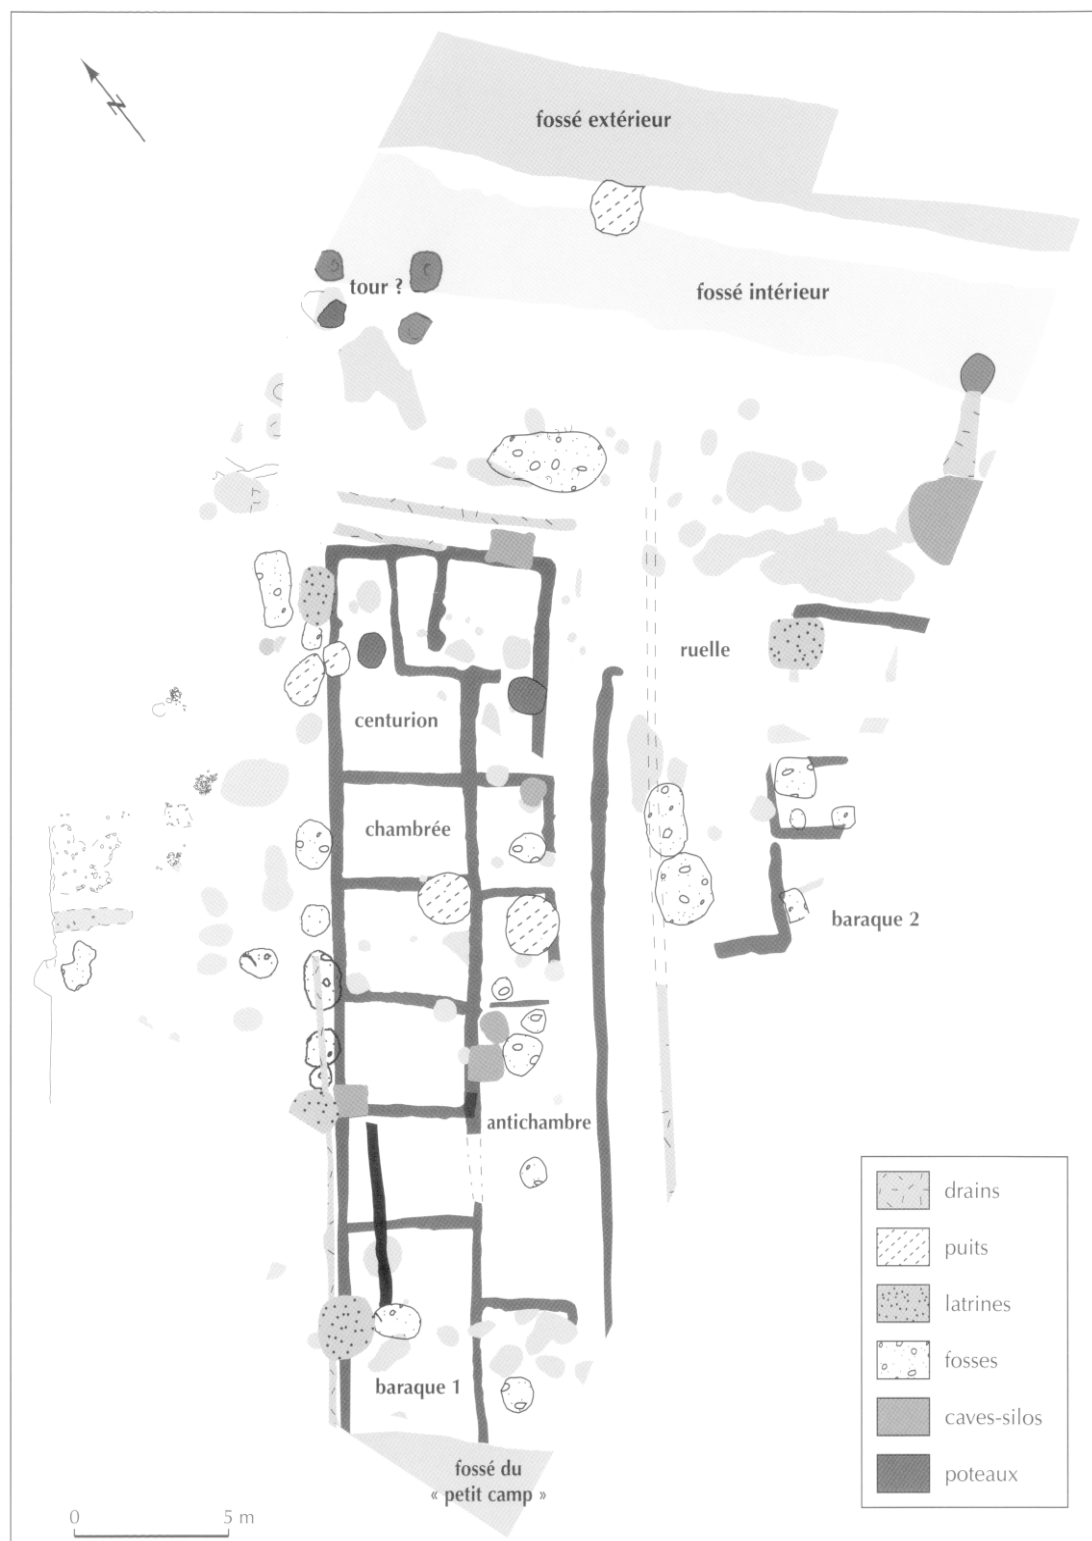 N
fossé extérieur
tour ?
fossé intérieur
ruelle
centurion
chambrée
baraque 2
antichambre
baraque 1
fossé du
« petit camp »
drains
puits
latrines
fosses
caves-silos
poteaux
0 5 m